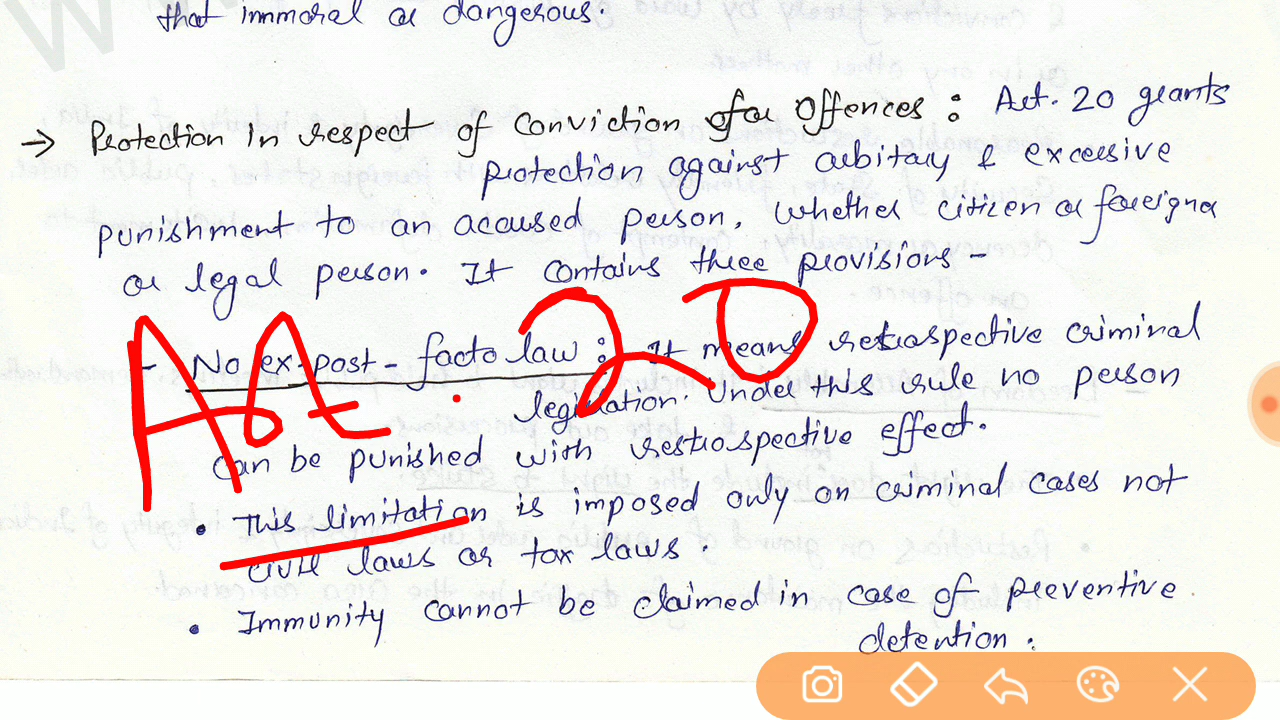 that immoral or dangerous.
→ Protection in respect of conviction for offences : Art. 20 grants
protection against arbitary & excessive
punishment to an accused person, whether citizen or foreigner
or legal person. It contains three provisions -
- No ex-post-facto law : It means retrospective criminal
legislation. Under this rule no person
can be punished with restrospective effect.
• This limitation is imposed only on criminal cases not
civil laws or tax laws.
• Immunity cannot be claimed in case of preventive
detention.
Art. 20